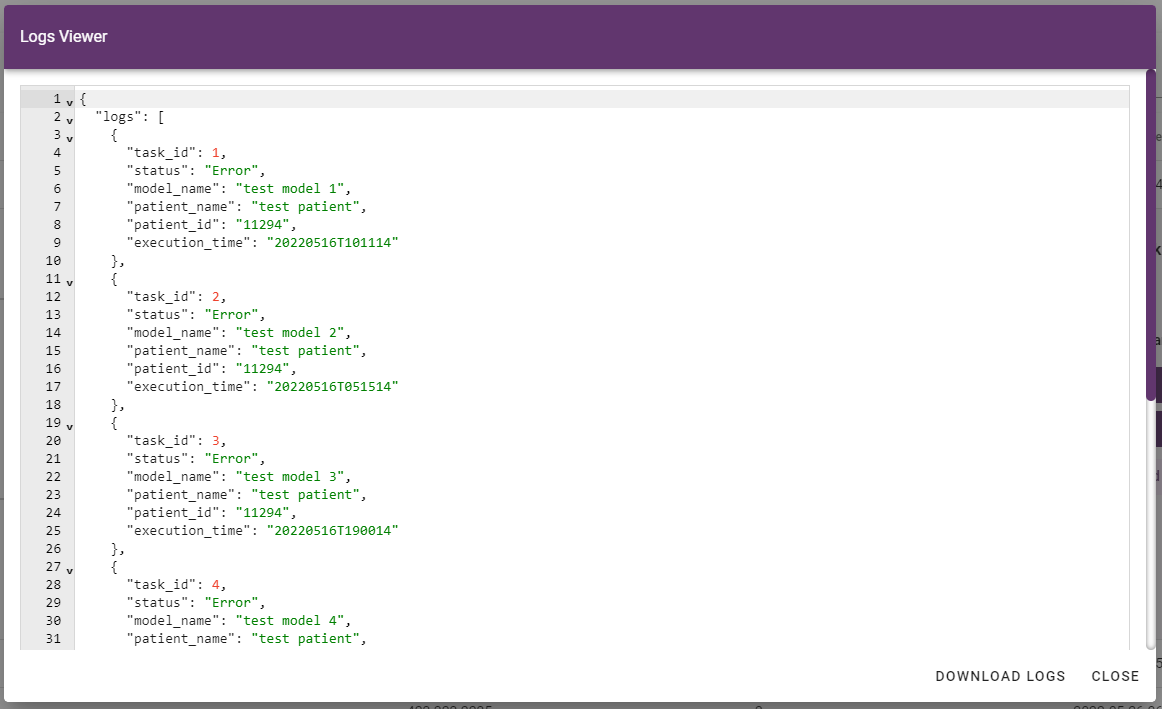 Logs Viewer
1 v {
2 v "logs": [
3 v {
4 "task_id": 1,
5 "status": "Error",
6 "model_name": "test model 1",
7 "patient_name": "test patient",
8 "patient_id": "11294",
9 "execution_time": "20220516T101114"
10 },
11 v {
12 "task_id": 2,
13 "status": "Error",
14 "model_name": "test model 2",
15 "patient_name": "test patient",
16 "patient_id": "11294",
17 "execution_time": "20220516T051514"
18 },
19 v {
20 "task_id": 3,
21 "status": "Error",
22 "model_name": "test model 3",
23 "patient_name": "test patient",
24 "patient_id": "11294",
25 "execution_time": "20220516T190014"
26 },
27 v {
28 "task_id": 4,
29 "status": "Error",
30 "model_name": "test model 4",
31 "patient_name": "test patient",
DOWNLOAD LOGS CLOSE